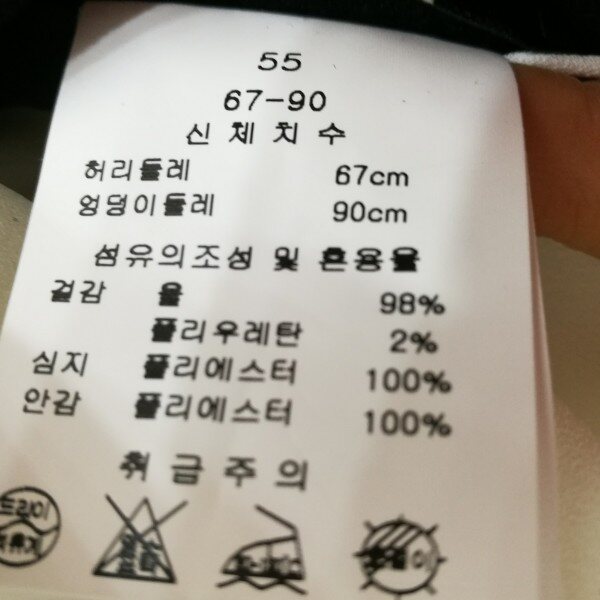 55
67-90
신체치수
허리둘레 67cm
엉덩이둘레 90cm
섬유의조성 및 혼용율
겉감 울 98%
폴리우레탄 2%
심지 폴리에스터 100%
안감 폴리에스터 100%
취급주의
드라이